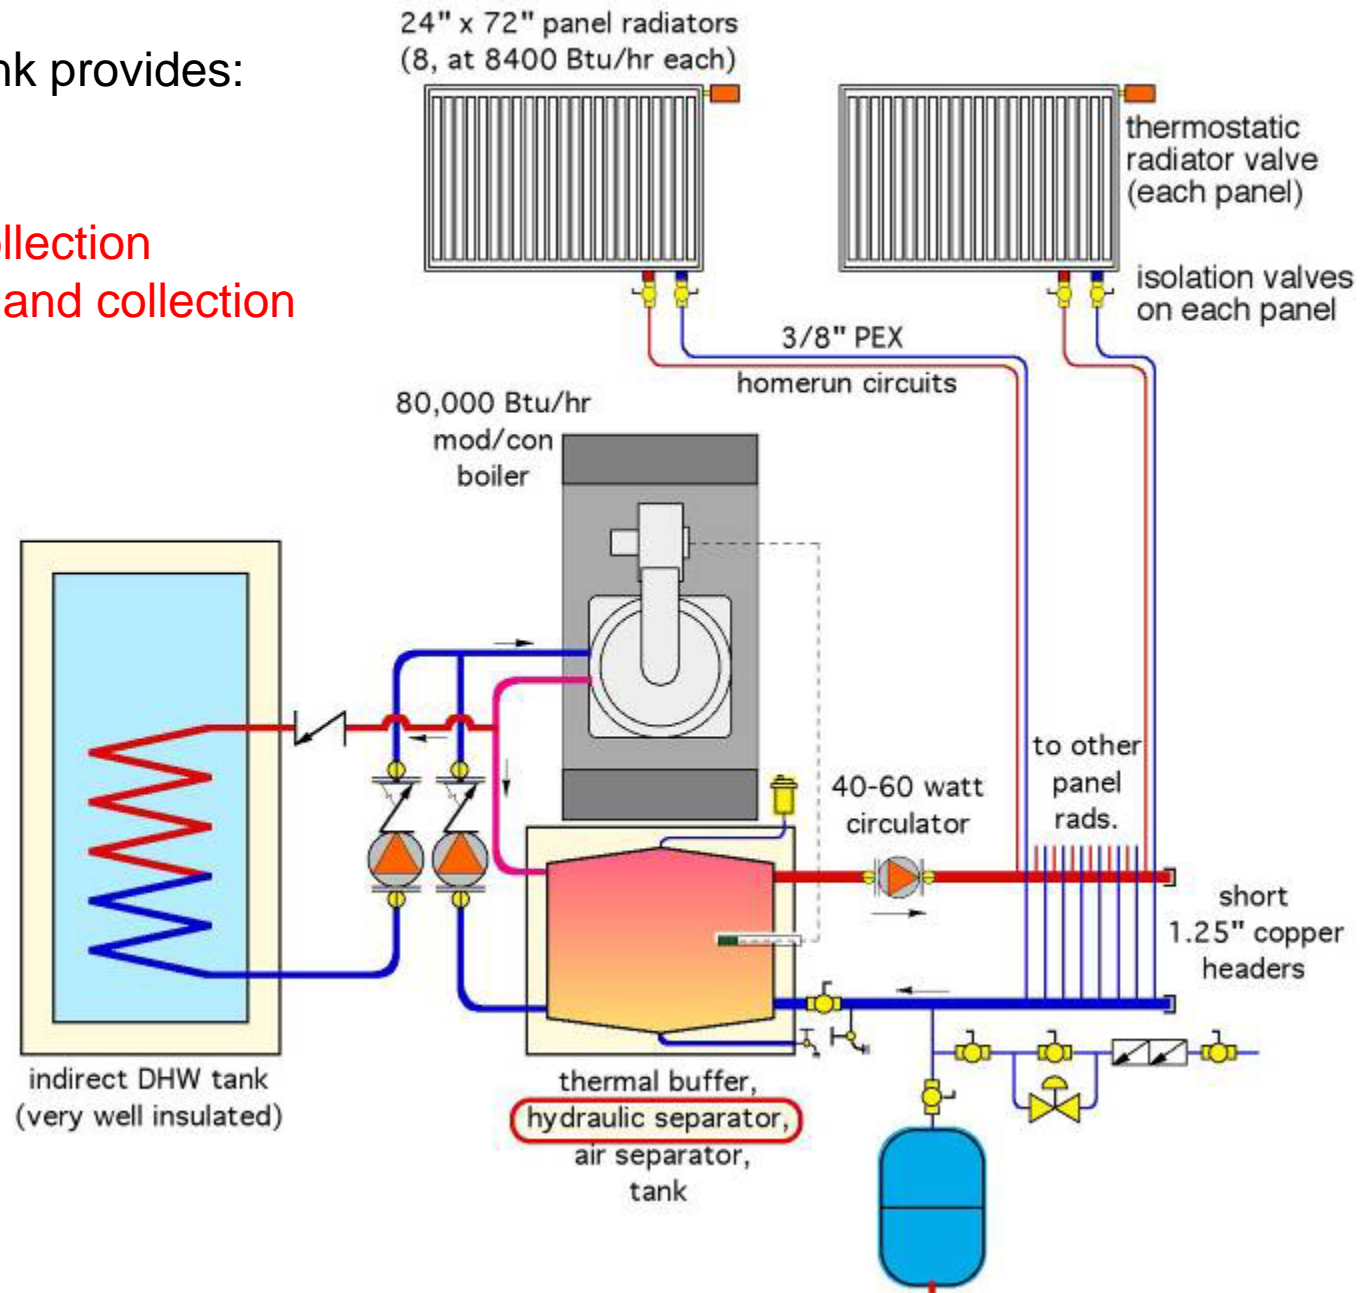 nk provides:
ollection
and collection
24" x 72" panel radiators
(8, at 8400 Btu/hr each)
thermostatic
radiator valve
(each panel)
isolation valves
on each panel
3/8" PEX
homerun circuits
80,000 Btu/hr
mod/con
boiler
to other
panel
rads.
40-60 watt
circulator
short
1.25" copper
headers
indirect DHW tank
(very well insulated)
thermal buffer,
hydraulic separator,
air separator,
tank